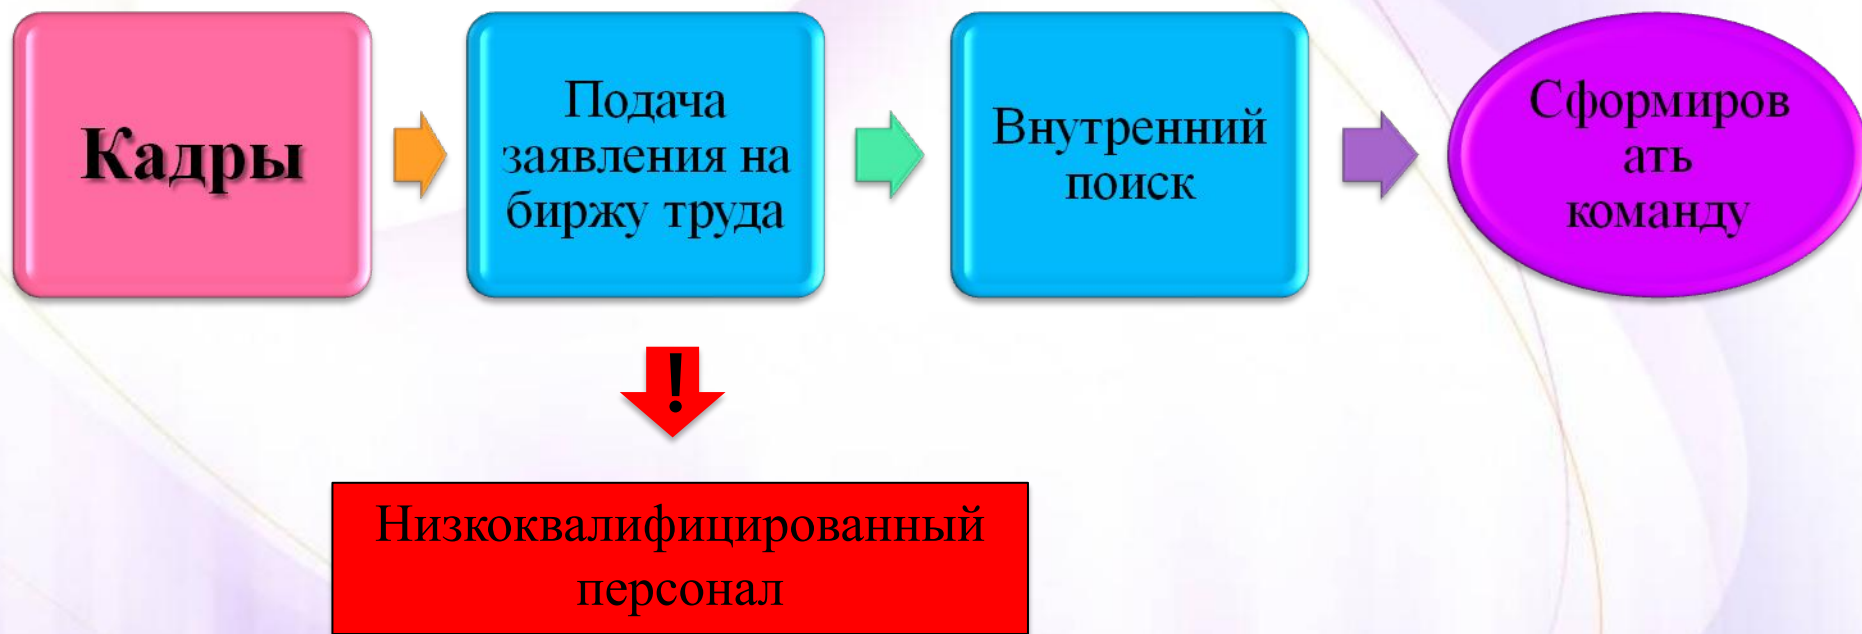 Кадры
Подача
заявления на
биржу труда
Внутренний
поиск
Сформиров
ать
команду
!
Низкоквалифицированный
персонал